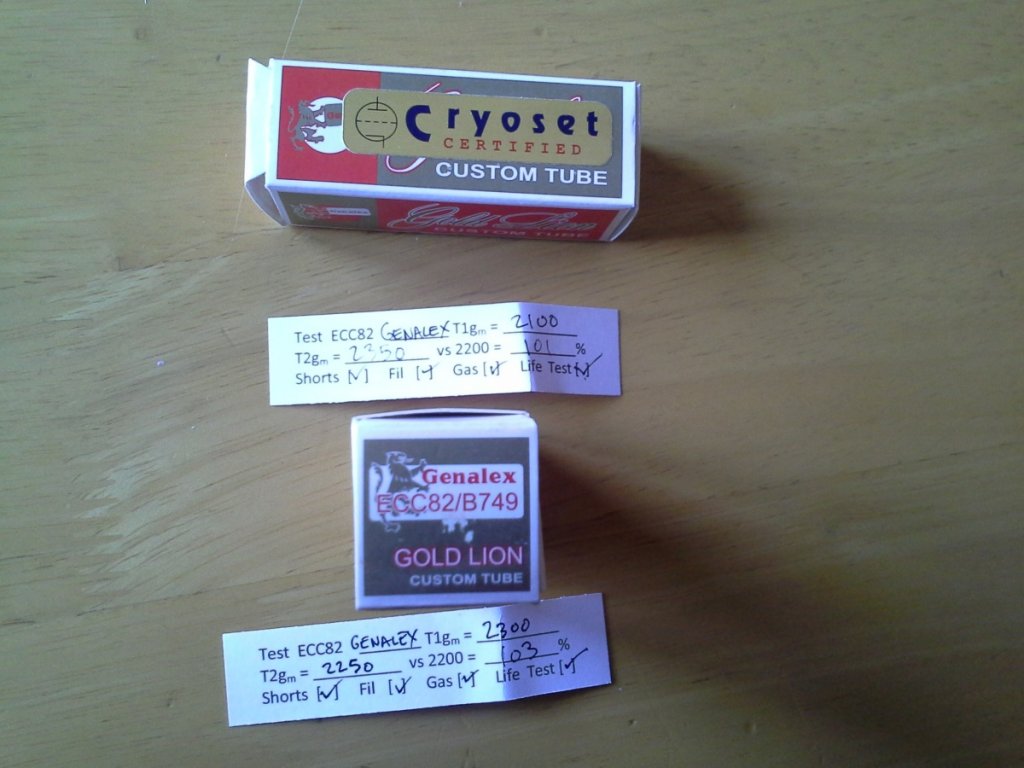 Cryoset
CERTIFIED
CUSTOM TUBE
Gold Lion
CUSTOM TUBE
Test ECC82 GENALEX T1gm = 2100
T2gm = 2350 vs 2200 = 101 %
Shorts [✓] Fil [✓] Gas [✓] Life Test [✓]
Genalex
ECC82/B749
GOLD LION
CUSTOM TUBE
Test ECC82 GENALEX T1gm = 2300
T2gm = 2250 vs 2200 = 103 %
Shorts [✓] Fil [✓] Gas [✓] Life Test [✓]